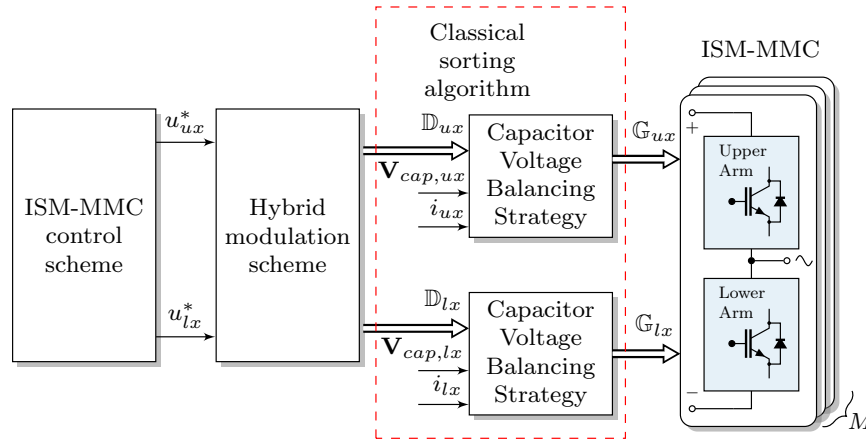 ISM-MMC
control
scheme
u*ux
u*lx
Hybrid
modulation
scheme
Classical
sorting
algorithm
𝔻ux
Vcap,ux
iux
Capacitor
Voltage
Balancing
Strategy
𝔾ux
𝔻lx
Vcap,lx
ilx
Capacitor
Voltage
Balancing
Strategy
𝔾lx
ISM-MMC
+
Upper
Arm
Lower
Arm
−
M